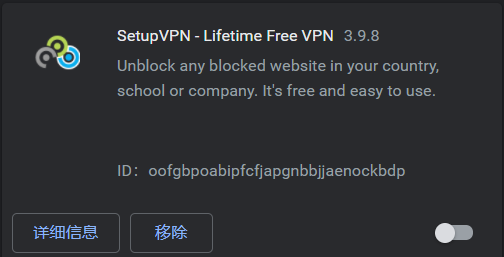 SetupVPN - Lifetime Free VPN 3.9.8
Unblock any blocked website in your country,
school or company. It's free and easy to use.
ID：oofgbpoabipfcfjapgnbbjjaenockbdp
详细信息 移除